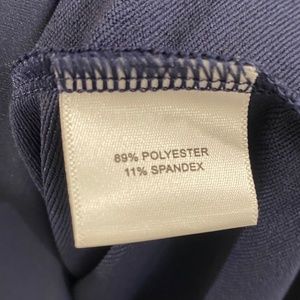 89% POLYESTER
11% SPANDEX